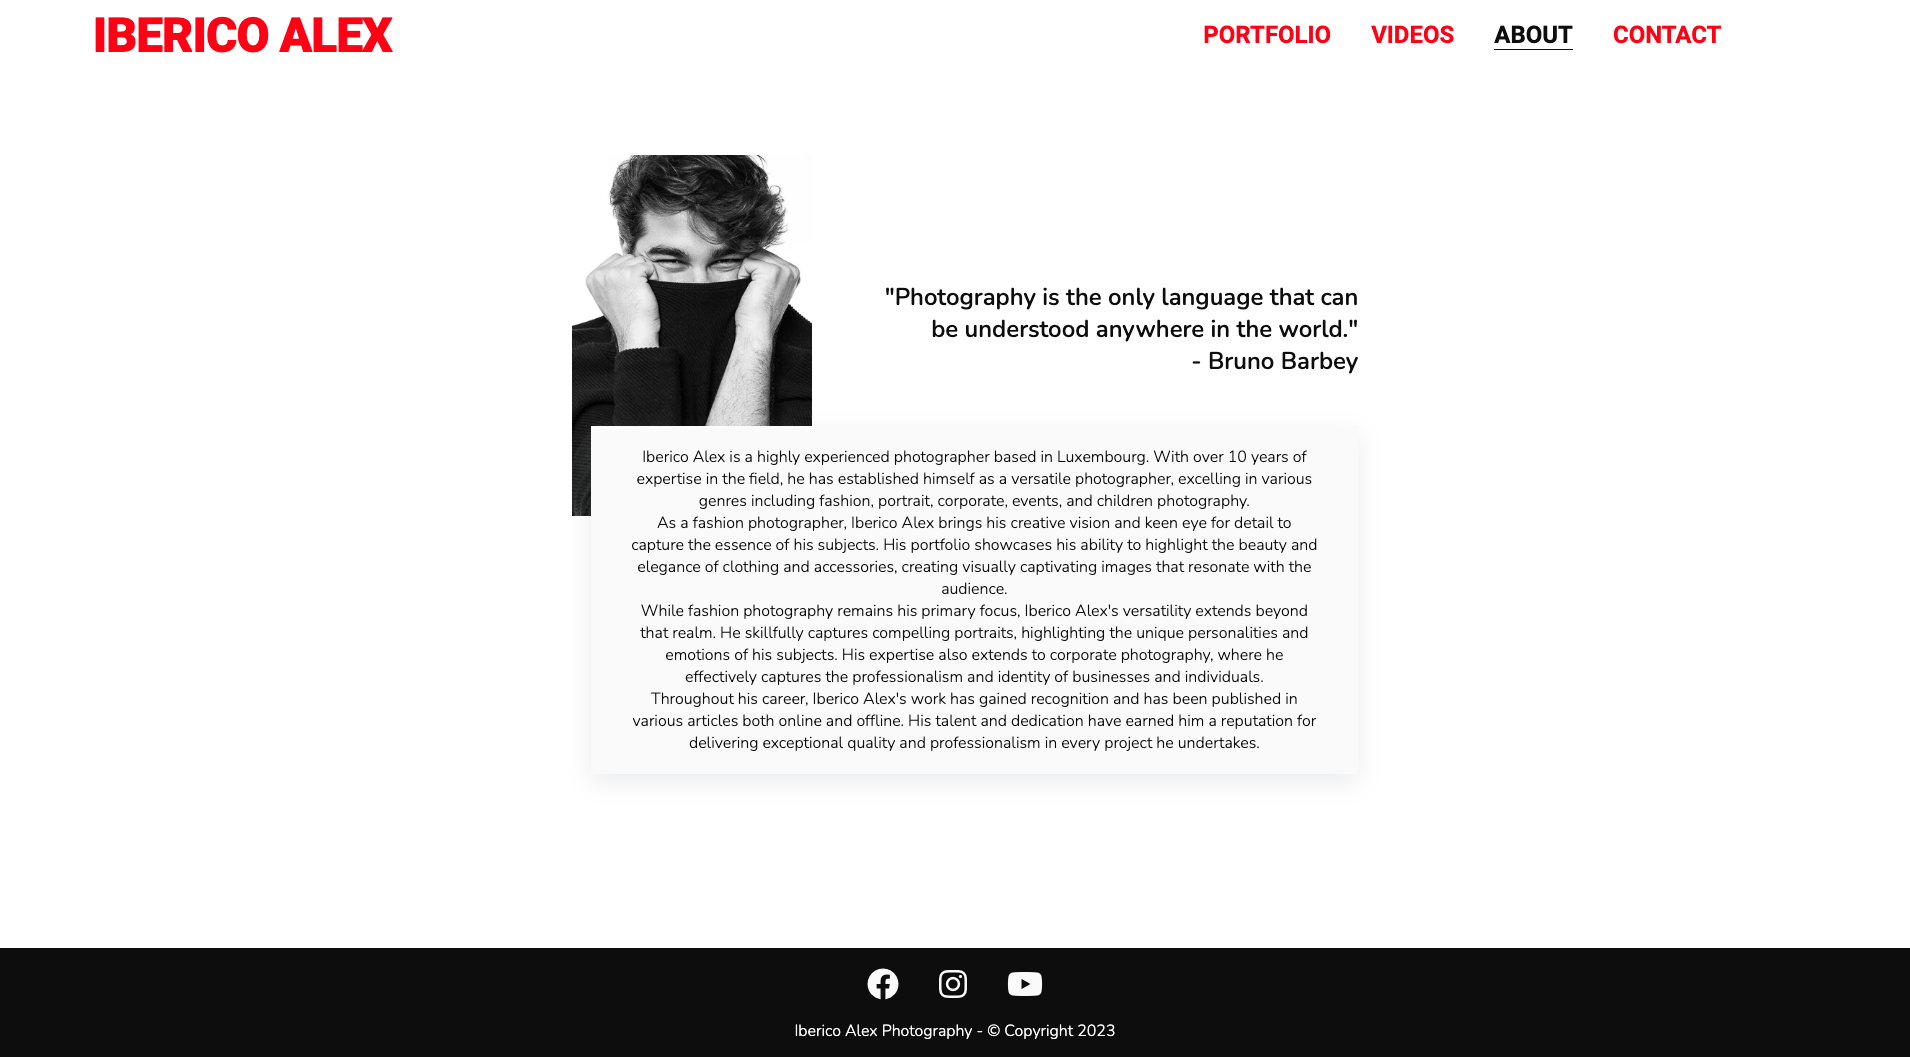 IBERICO ALEX
PORTFOLIO VIDEOS ABOUT CONTACT
"Photography is the only language that can
be understood anywhere in the world."
- Bruno Barbey
Iberico Alex is a highly experienced photographer based in Luxembourg. With over 10 years of
expertise in the field, he has established himself as a versatile photographer, excelling in various
genres including fashion, portrait, corporate, events, and children photography.
As a fashion photographer, Iberico Alex brings his creative vision and keen eye for detail to
capture the essence of his subjects. His portfolio showcases his ability to highlight the beauty and
elegance of clothing and accessories, creating visually captivating images that resonate with the
audience.
While fashion photography remains his primary focus, Iberico Alex's versatility extends beyond
that realm. He skillfully captures compelling portraits, highlighting the unique personalities and
emotions of his subjects. His expertise also extends to corporate photography, where he
effectively captures the professionalism and identity of businesses and individuals.
Throughout his career, Iberico Alex's work has gained recognition and has been published in
various articles both online and offline. His talent and dedication have earned him a reputation for
delivering exceptional quality and professionalism in every project he undertakes.
Iberico Alex Photography - © Copyright 2023